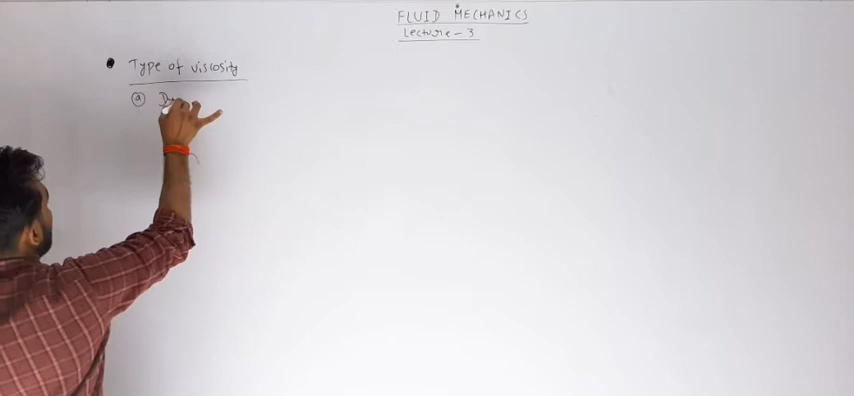 FLUID MECHANICS
Lecture - 3
Type of viscosity
(a)